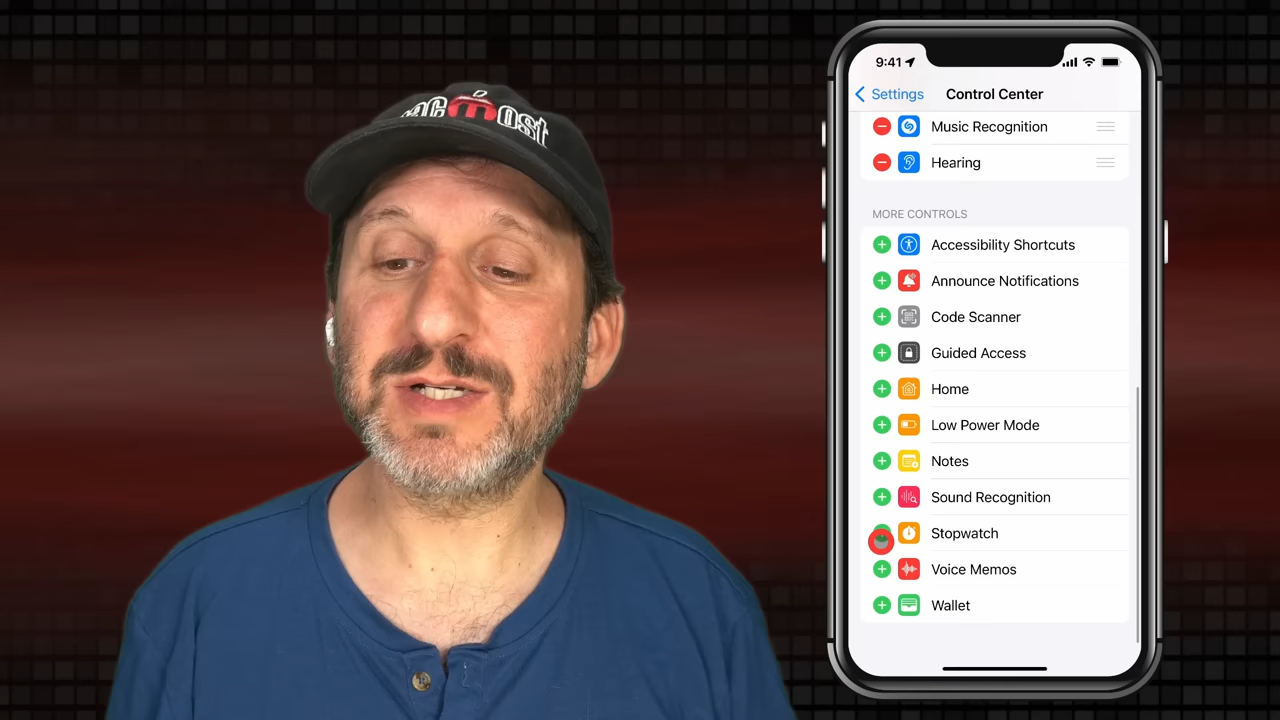 macmost
9:41
Settings
Control Center
Music Recognition
Hearing
MORE CONTROLS
Accessibility Shortcuts
Announce Notifications
Code Scanner
Guided Access
Home
Low Power Mode
Notes
Sound Recognition
Stopwatch
Voice Memos
Wallet